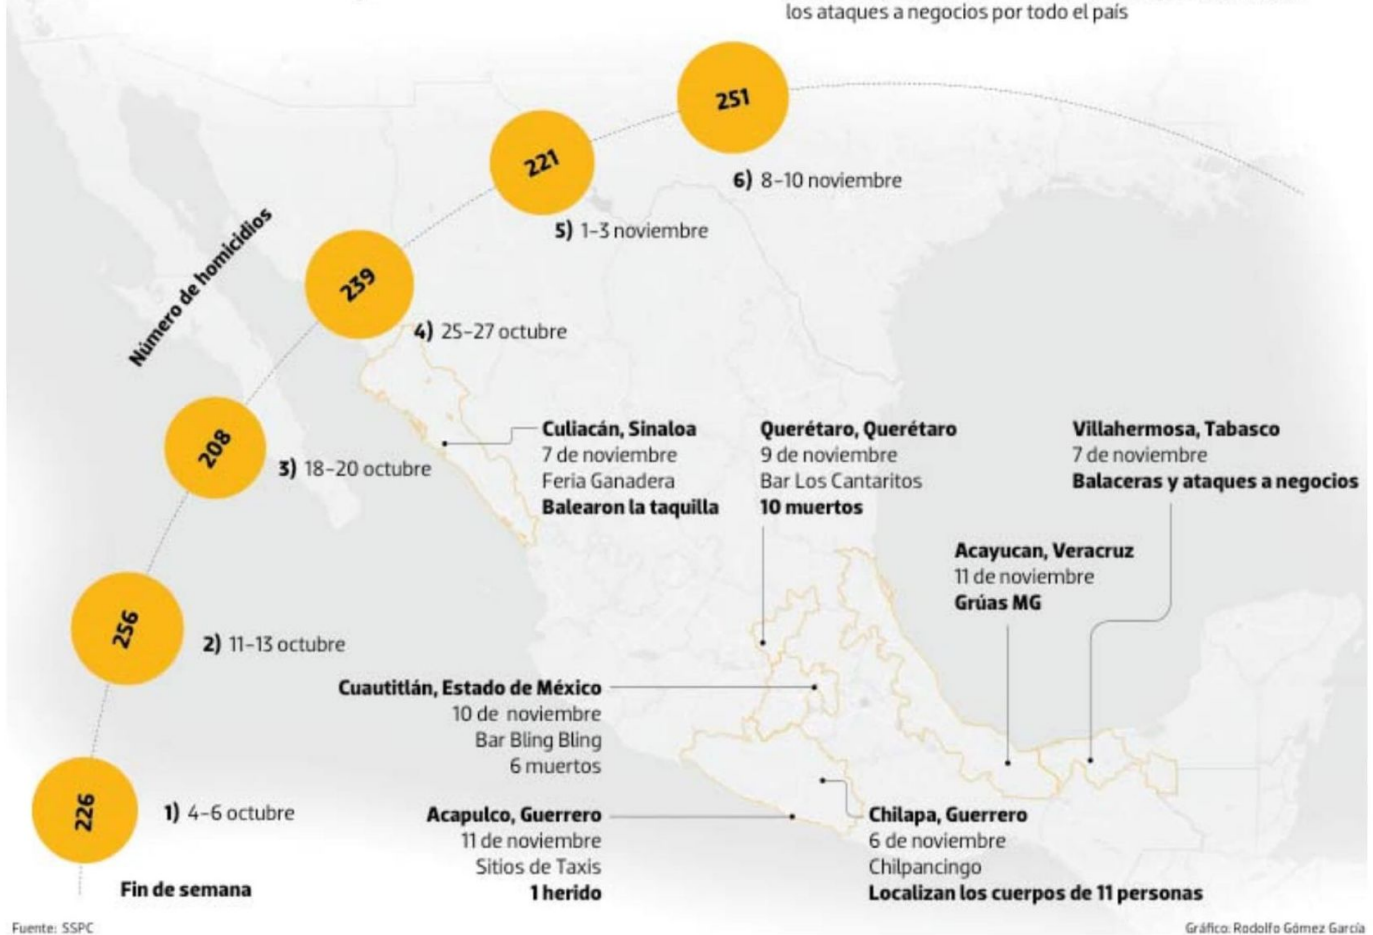 los ataques a negocios por todo el país
251
6) 8–10 noviembre
221
5) 1–3 noviembre
Número de homicidios
239
4) 25–27 octubre
208
3) 18–20 octubre
256
2) 11–13 octubre
226
1) 4–6 octubre
Fin de semana
Culiacán, Sinaloa
7 de noviembre
Feria Ganadera
Balearon la taquilla
Querétaro, Querétaro
9 de noviembre
Bar Los Cantaritos
10 muertos
Villahermosa, Tabasco
7 de noviembre
Balaceras y ataques a negocios
Acayucan, Veracruz
11 de noviembre
Grúas MG
Cuautitlán, Estado de México
10 de noviembre
Bar Bling Bling
6 muertos
Acapulco, Guerrero
11 de noviembre
Sitios de Taxis
1 herido
Chilapa, Guerrero
6 de noviembre
Chilpancingo
Localizan los cuerpos de 11 personas
Fuente: SSPC
Gráfico: Rodolfo Gómez García